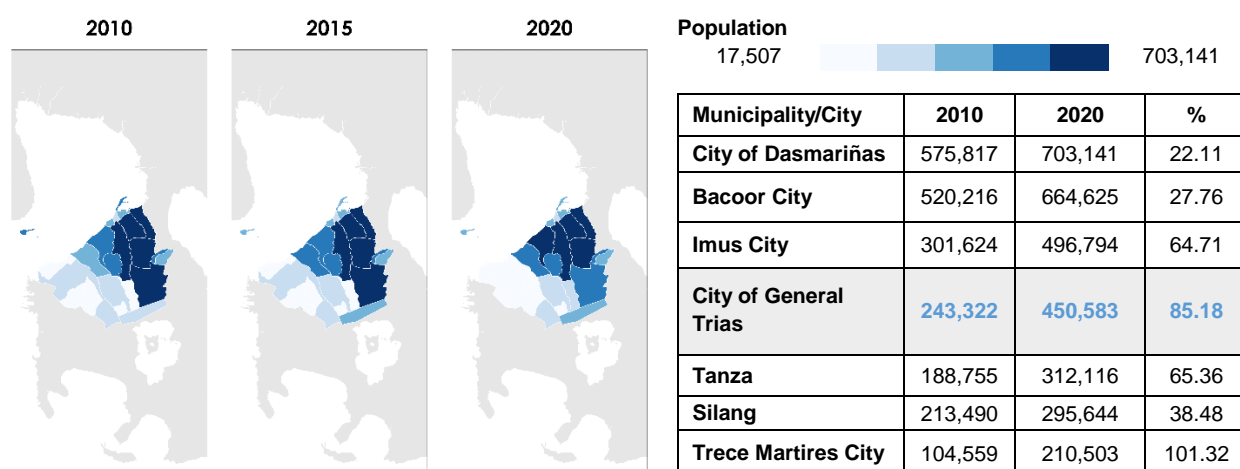 2010 2015 2020
Population
17,507 703,141
Municipality/City 2010 2020 %
City of Dasmariñas 575,817 703,141 22.11
Bacoor City 520,216 664,625 27.76
Imus City 301,624 496,794 64.71
City of General
Trias 243,322 450,583 85.18
Tanza 188,755 312,116 65.36
Silang 213,490 295,644 38.48
Trece Martires City 104,559 210,503 101.32